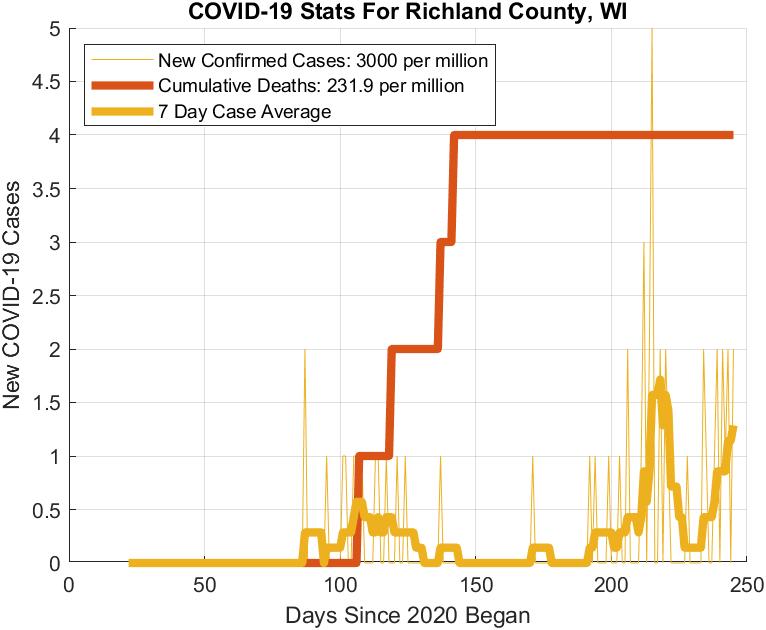 COVID-19 Stats For Richland County, WI
New Confirmed Cases: 3000 per million
Cumulative Deaths: 231.9 per million
7 Day Case Average
New COVID-19 Cases
5
4.5
4
3.5
3
2.5
2
1.5
1
0.5
0
0 50 100 150 200 250
Days Since 2020 Began